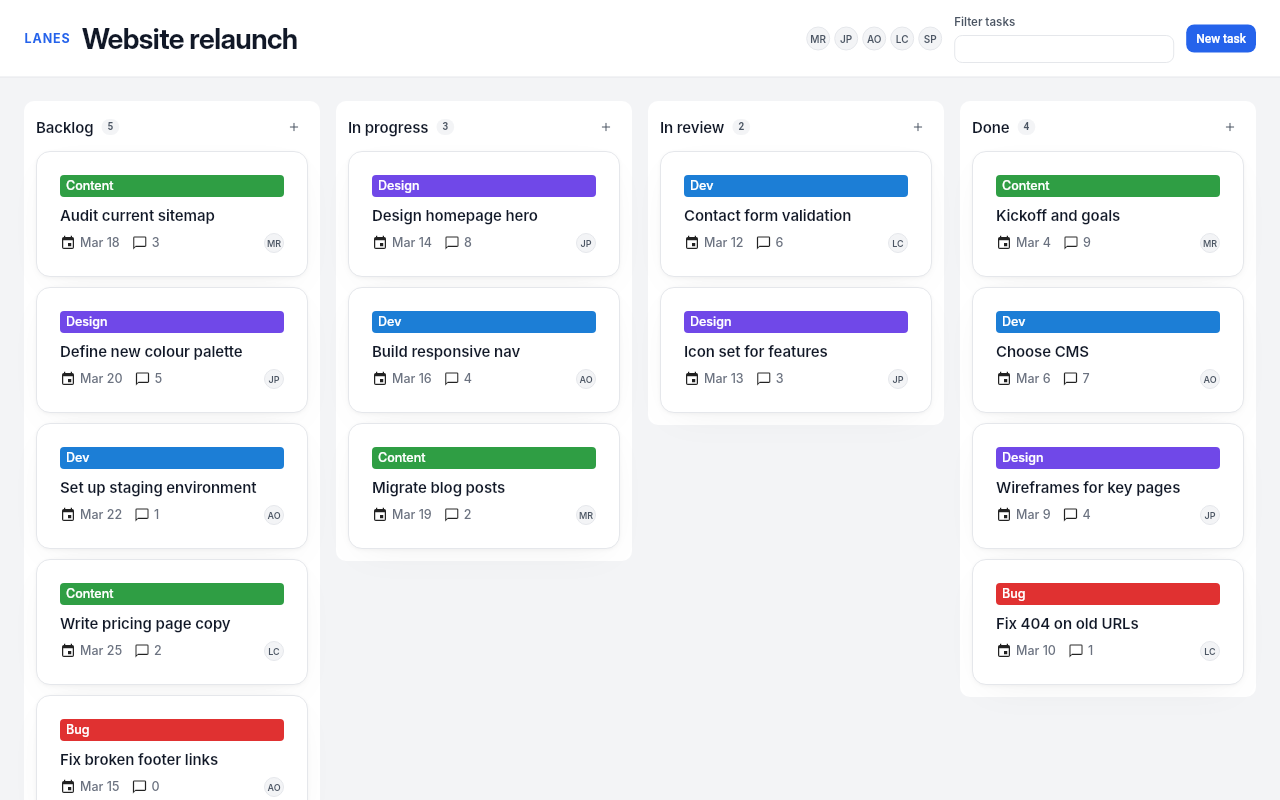 LANES
Website relaunch
MR JP AO LC SP
Filter tasks
New task
Backlog 5
Content
Audit current sitemap
Mar 18 3 MR
Design
Define new colour palette
Mar 20 5 JP
Dev
Set up staging environment
Mar 22 1 AO
Content
Write pricing page copy
Mar 25 2 LC
Bug
Fix broken footer links
Mar 15 0 AO
In progress 3
Design
Design homepage hero
Mar 14 8 JP
Dev
Build responsive nav
Mar 16 4 AO
Content
Migrate blog posts
Mar 19 2 MR
In review 2
Dev
Contact form validation
Mar 12 6 LC
Design
Icon set for features
Mar 13 3 JP
Done 4
Content
Kickoff and goals
Mar 4 9 MR
Dev
Choose CMS
Mar 6 7 AO
Design
Wireframes for key pages
Mar 9 4 JP
Bug
Fix 404 on old URLs
Mar 10 1 LC